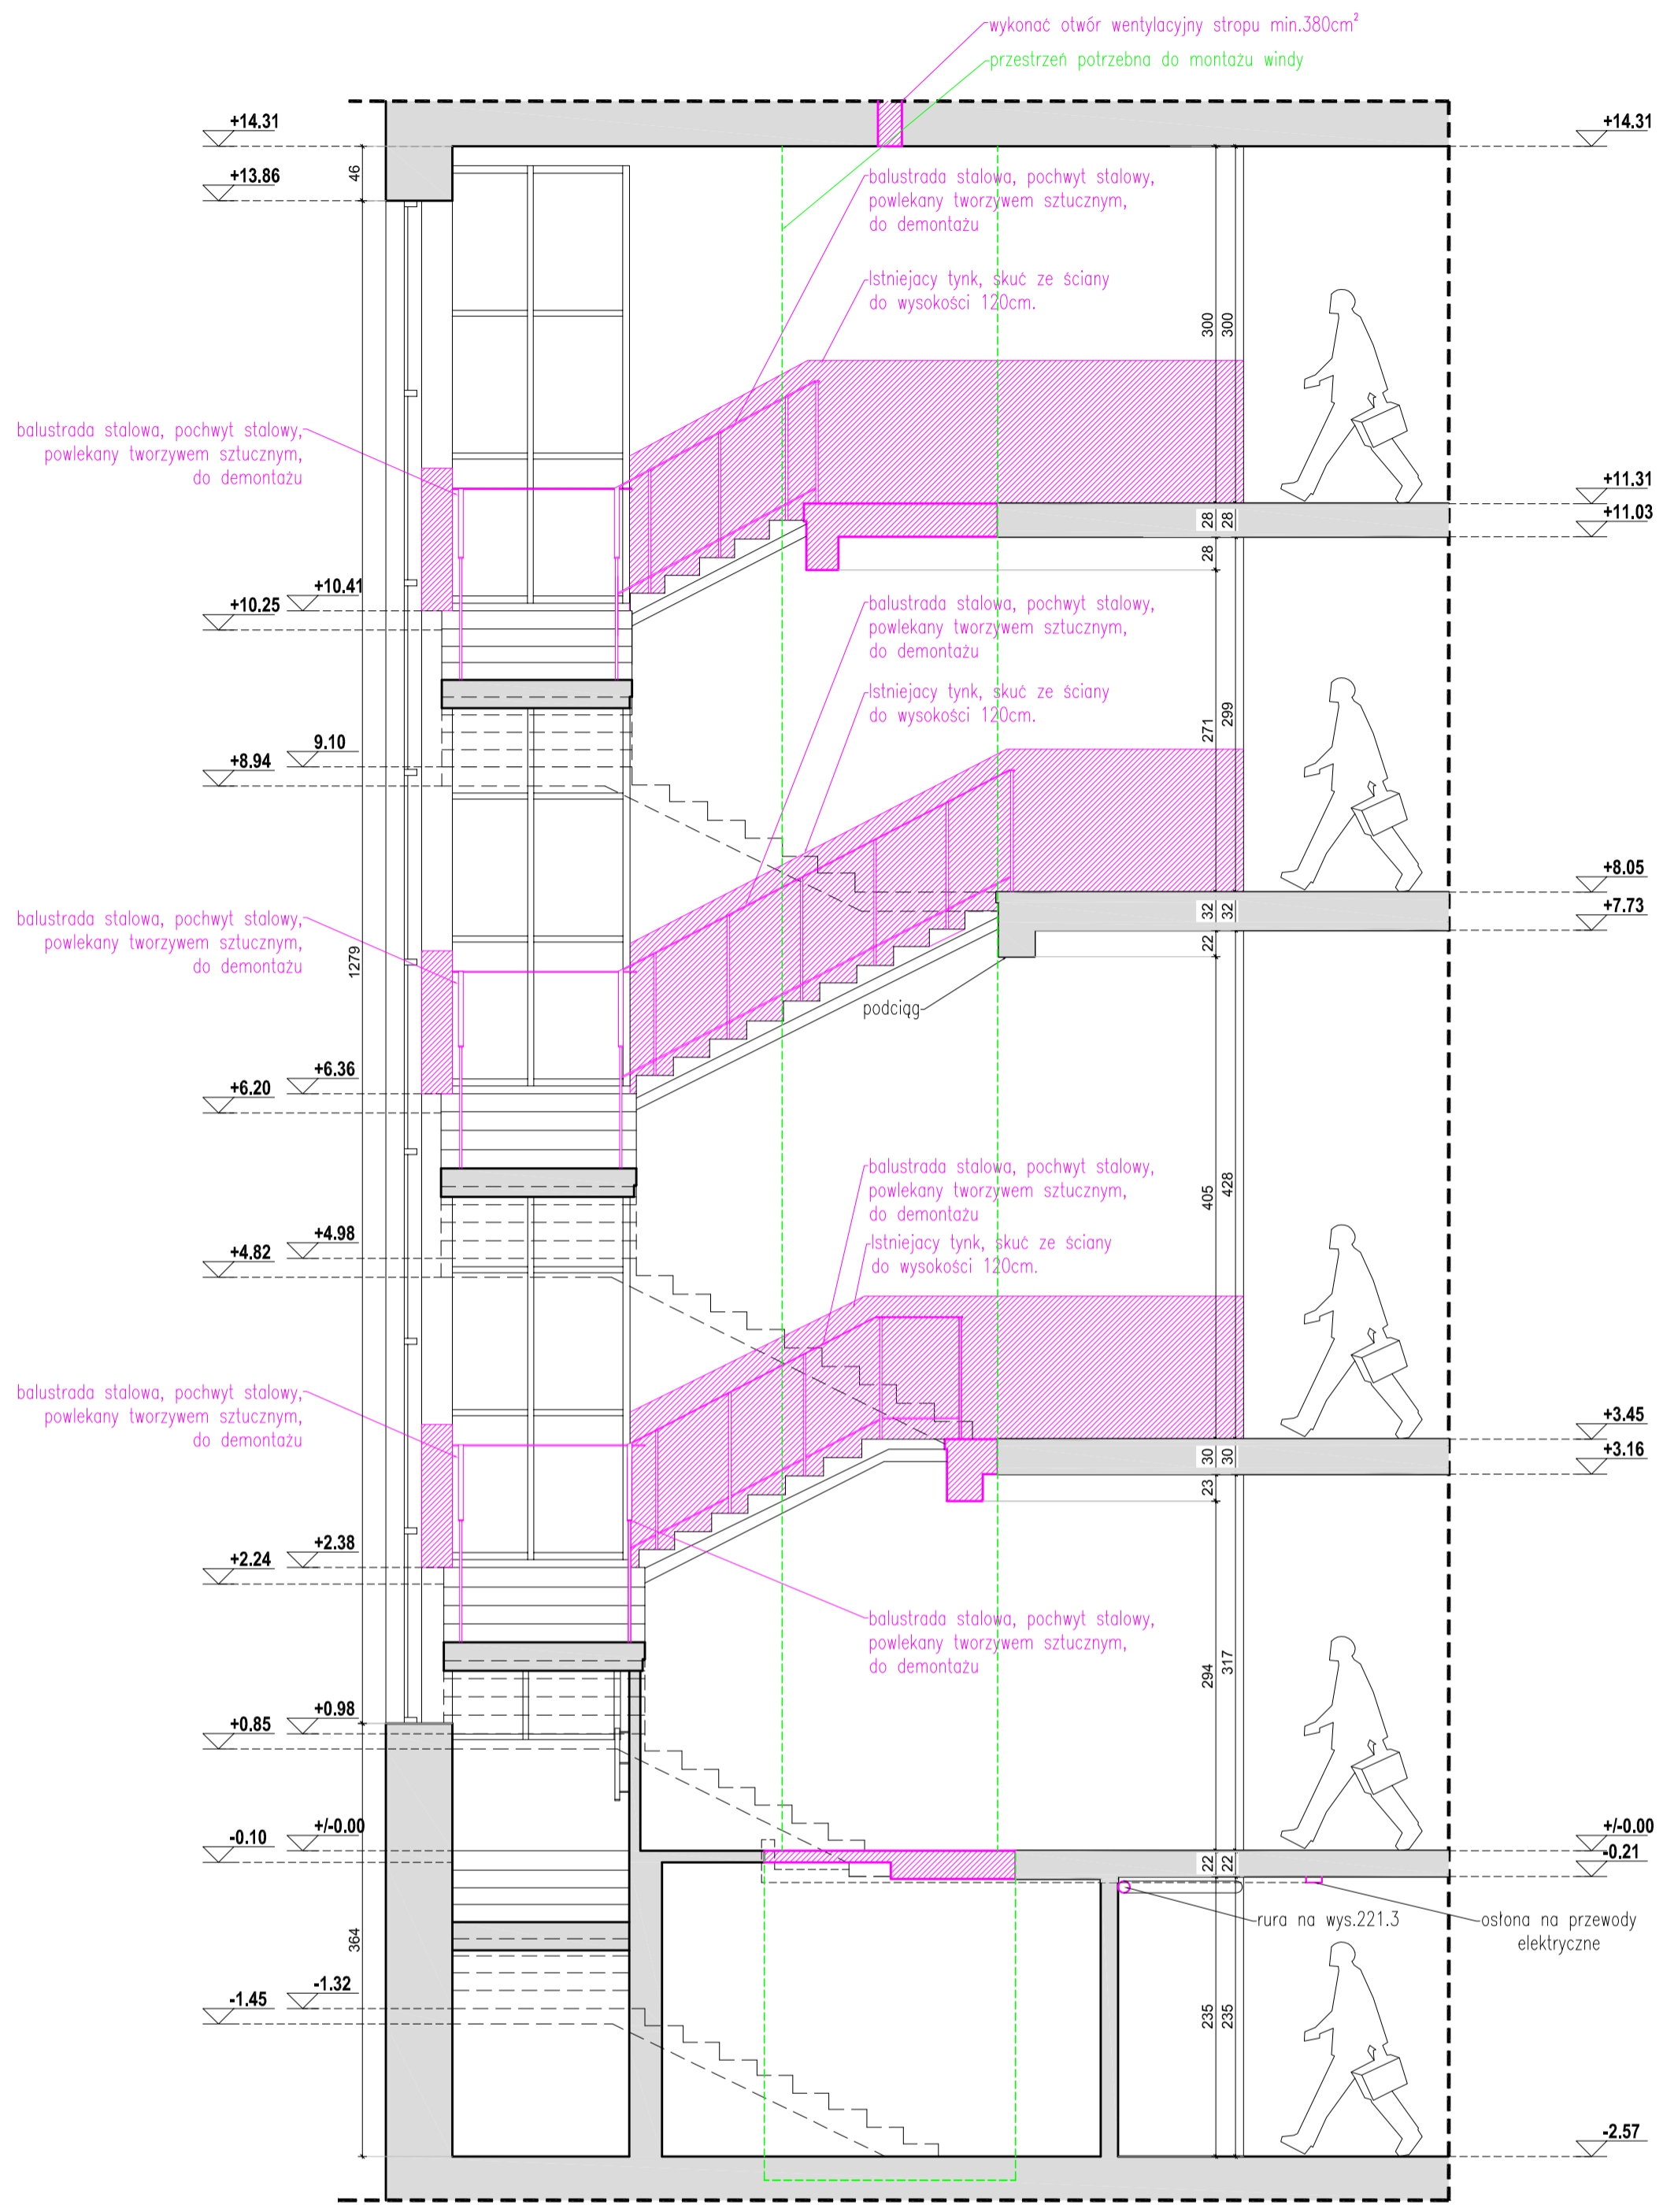 wykonać otwór wentylacyjny stropu min.380cm²
przestrzeń potrzebna do montażu windy
+14.31
+14.31
46
+13.86
balustrada stalowa, pochwyt stalowy,
powlekany tworzywem sztucznym,
do demontażu
Istniejacy tynk, skuć ze ściany
do wysokości 120cm.
300
300
balustrada stalowa, pochwyt stalowy,
powlekany tworzywem sztucznym,
do demontażu
+11.31
28
28
+11.03
28
+10.41
+10.25
balustrada stalowa, pochwyt stalowy,
powlekany tworzywem sztucznym,
do demontażu
Istniejacy tynk, skuć ze ściany
do wysokości 120cm.
271
299
9.10
+8.94
+8.05
32
32
+7.73
22
balustrada stalowa, pochwyt stalowy,
powlekany tworzywem sztucznym,
do demontażu
1279
podciąg
+6.36
+6.20
balustrada stalowa, pochwyt stalowy,
powlekany tworzywem sztucznym,
do demontażu
405
428
+4.98
+4.82
Istniejacy tynk, skuć ze ściany
do wysokości 120cm.
balustrada stalowa, pochwyt stalowy,
powlekany tworzywem sztucznym,
do demontażu
+3.45
30
30
+3.16
23
+2.38
+2.24
balustrada stalowa, pochwyt stalowy,
powlekany tworzywem sztucznym,
do demontażu
294
317
+0.98
+0.85
+/-0.00
+/-0.00
-0.10
22
22
-0.21
rura na wys.221.3
osłona na przewody
elektryczne
364
-1.32
-1.45
235
235
-2.57